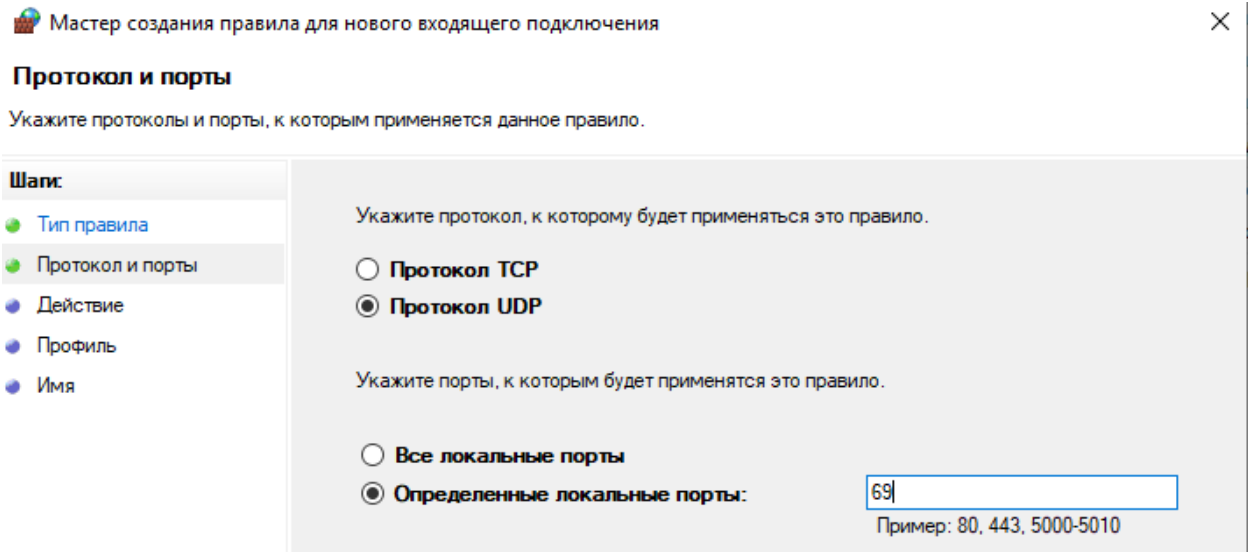 Мастер создания правила для нового входящего подключения
Протокол и порты
Укажите протоколы и порты, к которым применяется данное правило.
Шаги:
Тип правила
Протокол и порты
Действие
Профиль
Имя
Укажите протокол, к которому будет применяться это правило.
Протокол TCP
Протокол UDP
Укажите порты, к которым будет применятся это правило.
Все локальные порты
Определенные локальные порты: 69
Пример: 80, 443, 5000-5010